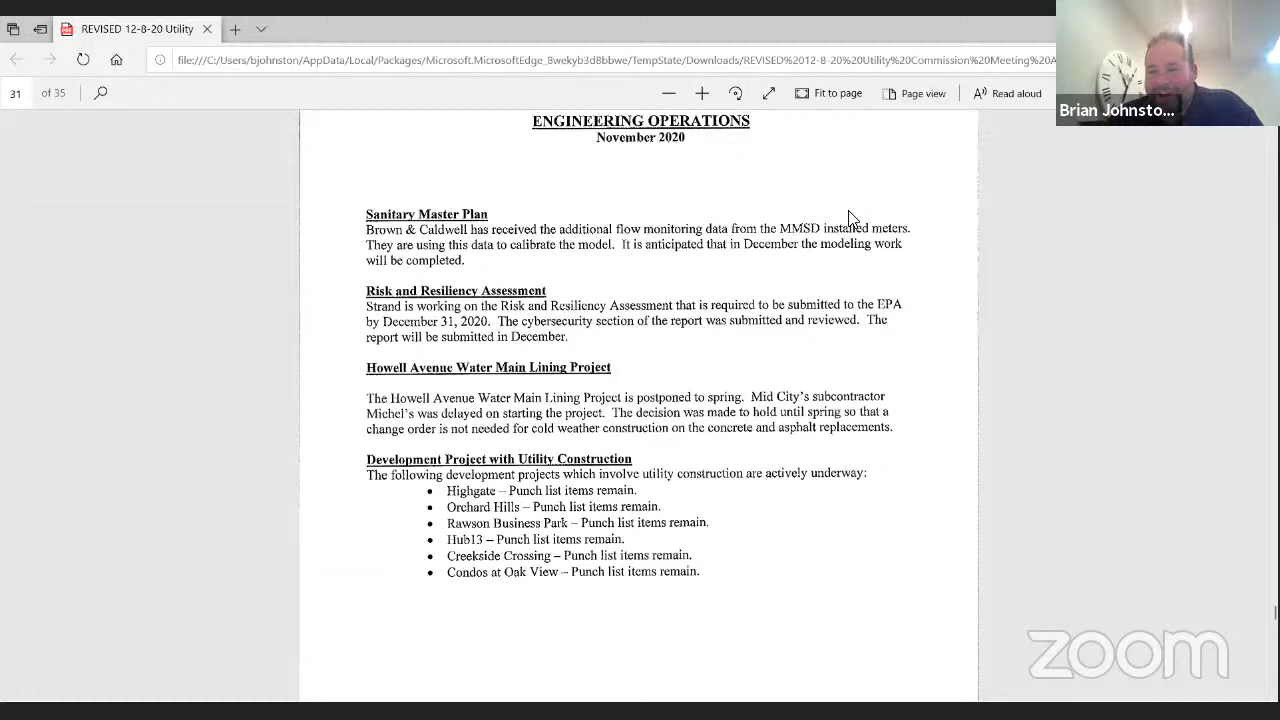 REVISED 12-8-20 Utility
file:///C:/Users/bjohnston/AppData/Local/Packages/Microsoft.MicrosoftEdge_8wekyb3d8bbwe/TempState/Downloads/REVISED%2012-8-20%20Utility%20Commission%20Meeting%20A
31 of 35
Fit to page
Page view
Read aloud
Brian Johnsto...
ENGINEERING OPERATIONS
November 2020
Sanitary Master Plan
Brown & Caldwell has received the additional flow monitoring data from the MMSD installed meters.
They are using this data to calibrate the model. It is anticipated that in December the modeling work
will be completed.
Risk and Resiliency Assessment
Strand is working on the Risk and Resiliency Assessment that is required to be submitted to the EPA
by December 31, 2020. The cybersecurity section of the report was submitted and reviewed. The
report will be submitted in December.
Howell Avenue Water Main Lining Project
The Howell Avenue Water Main Lining Project is postponed to spring. Mid City's subcontractor
Michel's was delayed on starting the project. The decision was made to hold until spring so that a
change order is not needed for cold weather construction on the concrete and asphalt replacements.
Development Project with Utility Construction
The following development projects which involve utility construction are actively underway:
• Highgate – Punch list items remain.
• Orchard Hills – Punch list items remain.
• Rawson Business Park – Punch list items remain.
• Hub13 – Punch list items remain.
• Creekside Crossing – Punch list items remain.
• Condos at Oak View – Punch list items remain.
zoom